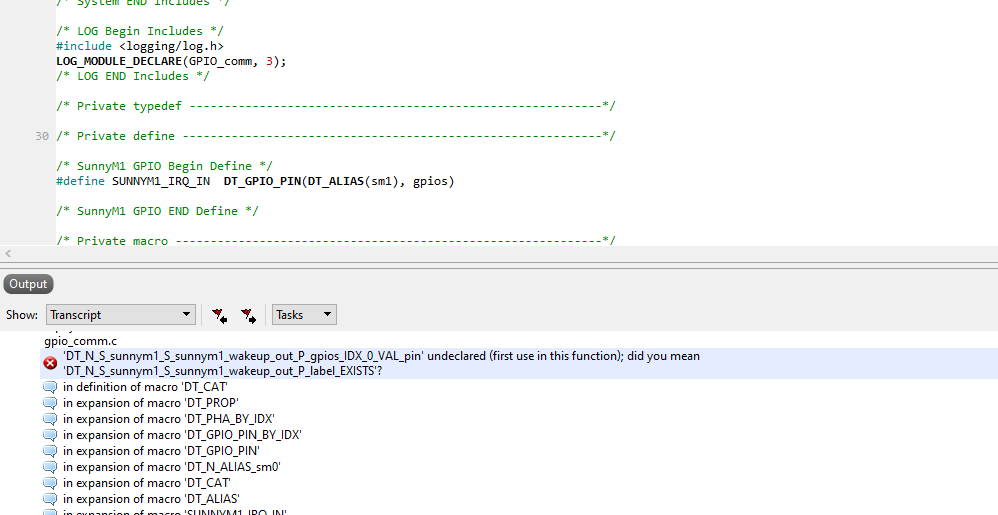 /* System END Includes */
/* LOG Begin Includes */
#include <logging/log.h>
LOG_MODULE_DECLARE(GPIO_comm, 3);
/* LOG END Includes */
/* Private typedef -----------------------------------------------------------*/
30 /* Private define ------------------------------------------------------------*/
/* SunnyM1 GPIO Begin Define */
#define SUNNYM1_IRQ_IN  DT_GPIO_PIN(DT_ALIAS(sm1), gpios)
/* SunnyM1 GPIO END Define */
/* Private macro -------------------------------------------------------------*/
Output
Show: Transcript Tasks
gpio_comm.c
'DT_N_S_sunnym1_S_sunnym1_wakeup_out_P_gpios_IDX_0_VAL_pin' undeclared (first use in this function); did you mean
'DT_N_S_sunnym1_S_sunnym1_wakeup_out_P_label_EXISTS'?
in definition of macro 'DT_CAT'
in expansion of macro 'DT_PROP'
in expansion of macro 'DT_PHA_BY_IDX'
in expansion of macro 'DT_GPIO_PIN_BY_IDX'
in expansion of macro 'DT_GPIO_PIN'
in expansion of macro 'DT_N_ALIAS_sm0'
in expansion of macro 'DT_CAT'
in expansion of macro 'DT_ALIAS'
in expansion of macro 'SUNNYM1_IRQ_IN'